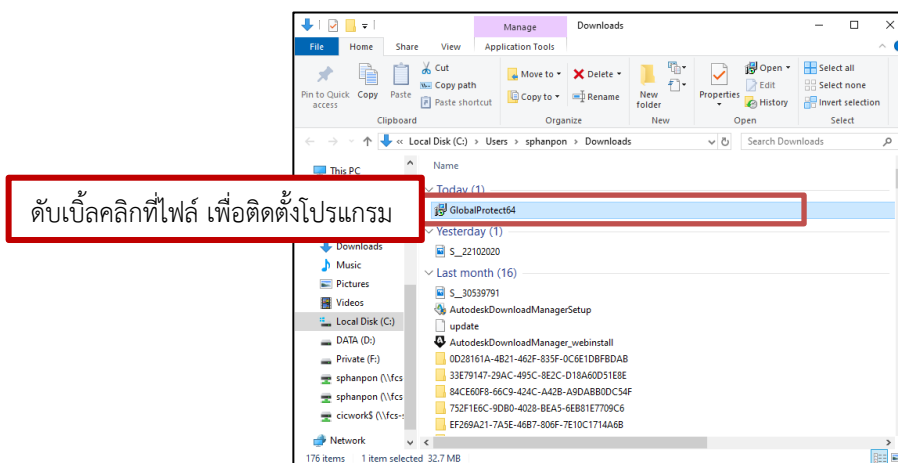 Manage
Downloads
File
Home
Share
View
Application Tools
Pin to Quick access
Copy
Paste
Cut
Copy path
Paste shortcut
Clipboard
Move to
Copy to
Delete
Rename
Organize
New folder
New
Properties
Open
Edit
History
Open
Select all
Select none
Invert selection
Select
« Local Disk (C:) › Users › sphanpon › Downloads
Search Downloads
This PC
Name
Today (1)
GlobalProtect64
ดับเบิ้ลคลิกที่ไฟล์ เพื่อติดตั้งโปรแกรม
Yesterday (1)
Downloads
S__22102020
Music
Last month (16)
Pictures
S__30539791
Videos
AutodeskDownloadManagerSetup
Local Disk (C:)
update
DATA (D:)
AutodeskDownloadManager_webinstall
Private (F:)
0D28161A-4B21-462F-835F-0C6E1DBFBDAB
sphanpon (\\fcs
33E79147-29AC-495C-8E2C-D18A60D51E8E
sphanpon (\\fcs
84CE60F8-66C9-424C-A42B-A9DABB0DC54F
cicwork$ (\\fcs-s
752F1E6C-9DB0-4028-BEA5-6EB81E7709C6
EF269A21-7A5E-46B7-806F-7E10C1714A6B
Network
176 items 1 item selected 32.7 MB